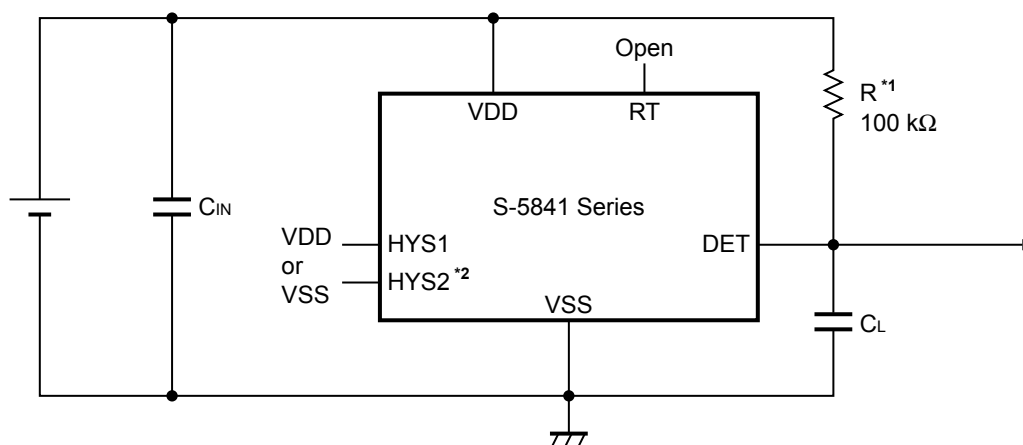 Open
VDD
RT
R *1
100 kΩ
CIN
S-5841 Series
VDD
or
VSS
HYS1
HYS2 *2
DET
VSS
CL